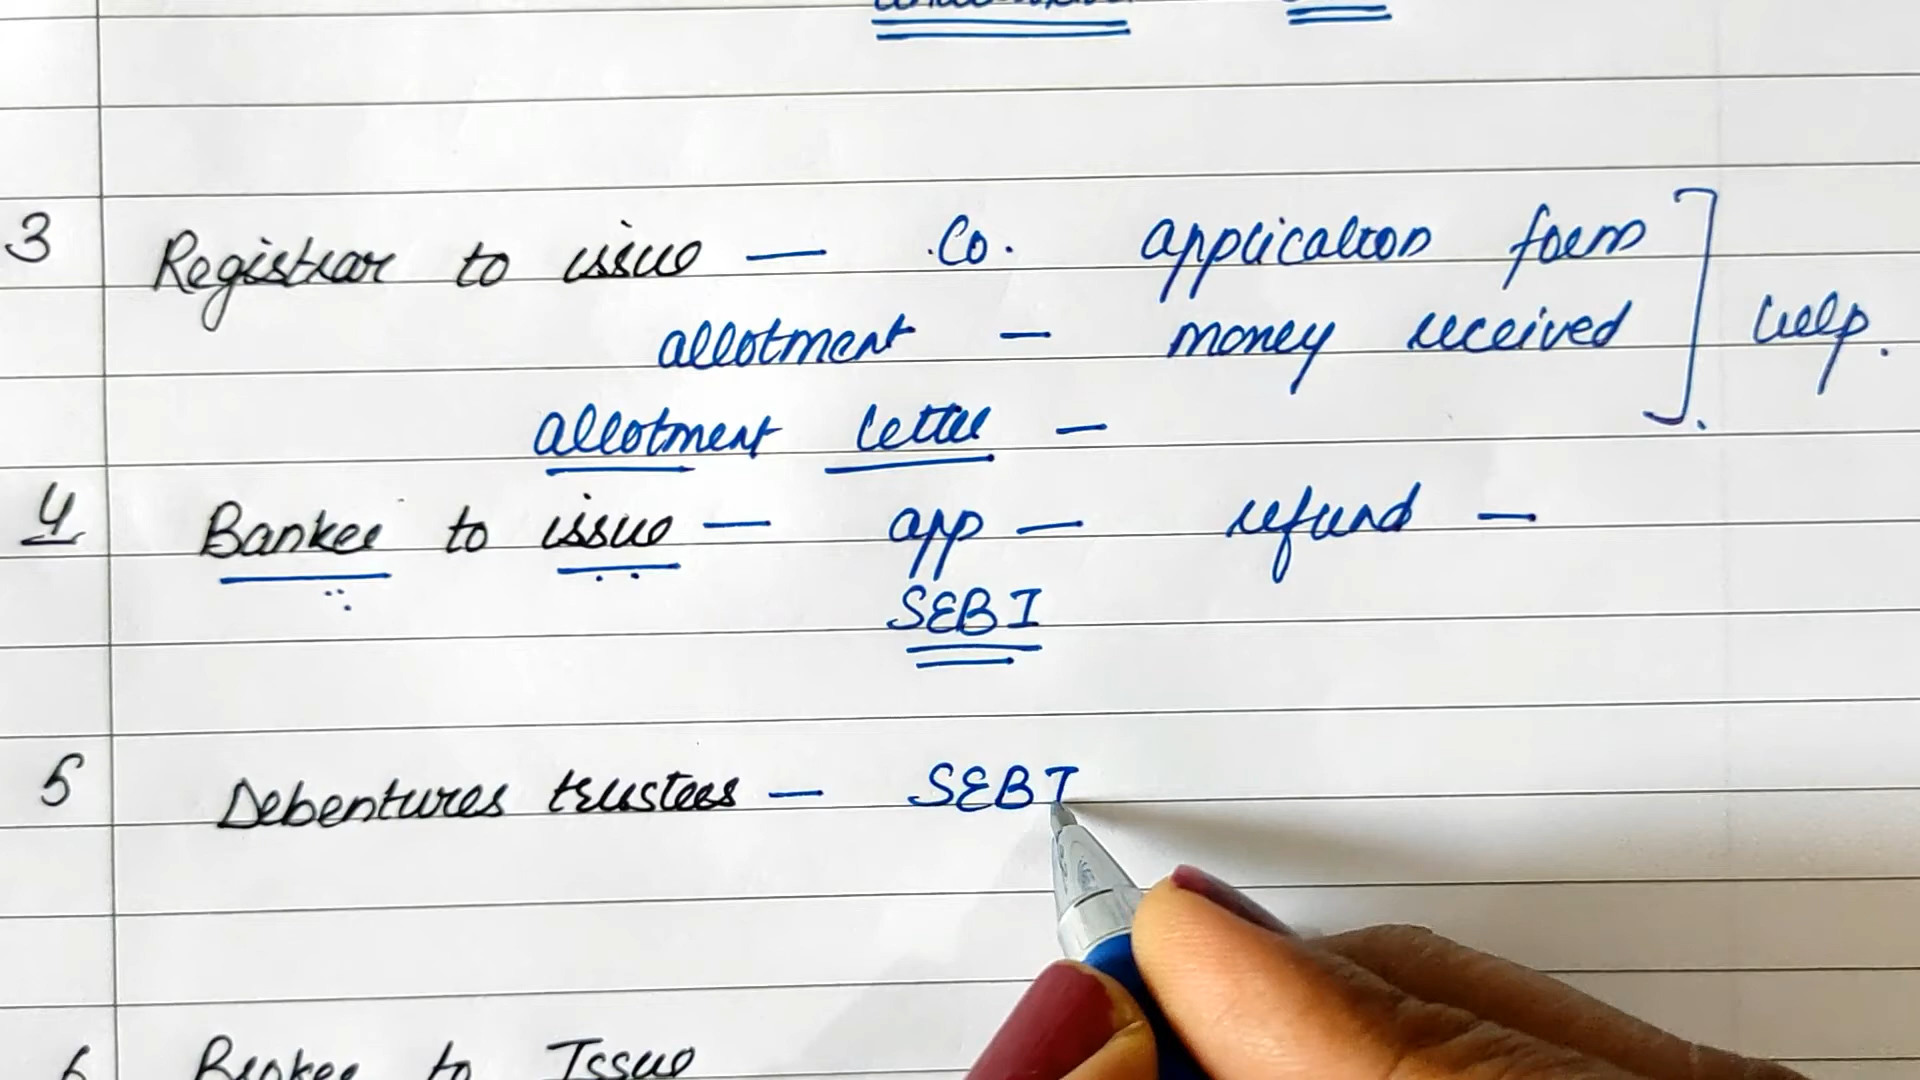 3 Registrar to issue — Co. application form
allotment — money received ] help.
allotment letter —
4 Banker to issue — app — refund —
SEBI
5 Debentures trustees — SEBI
6 Broker to Issue